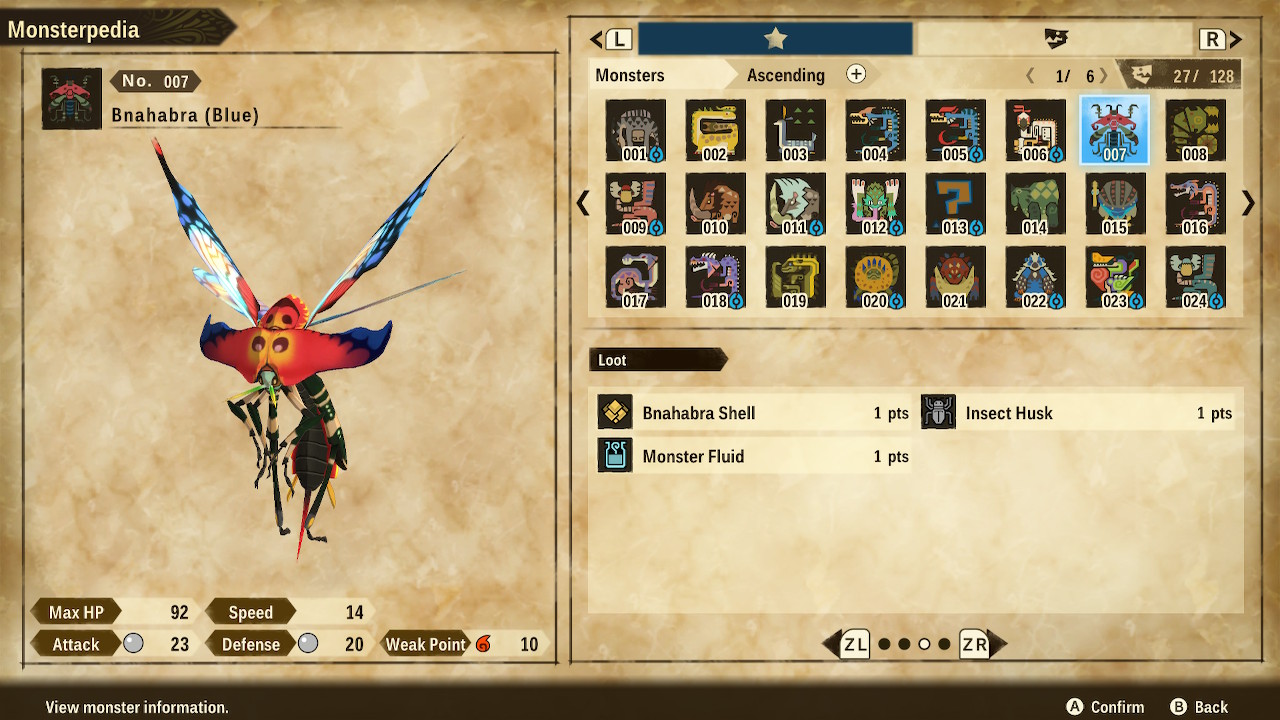 Monsterpedia
No. 007
Bnahabra (Blue)
Max HP 92 Speed 14
Attack 23 Defense 20 Weak Point 10
L R
Monsters Ascending 1/ 6 27/ 128
001 002 003 004 005 006 007 008
009 010 011 012 013 014 015 016
017 018 019 020 021 022 023 024
Loot
Bnahabra Shell 1 pts Insect Husk 1 pts
Monster Fluid 1 pts
ZL ZR
View monster information.
A Confirm B Back